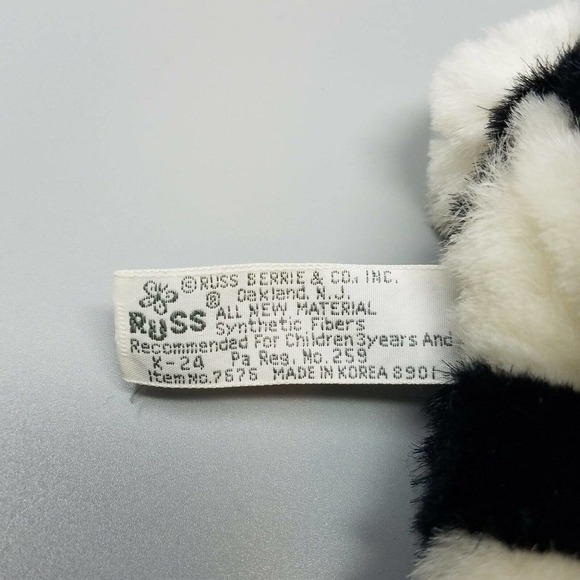 © RUSS BERRIE & CO., INC.
® Oakland, N.J.
RUSS ALL NEW MATERIAL
Synthetic Fibers
Recommended For Children 3years And
K-24 Pa Reg. No. 259
Item No. 7675 MADE IN KOREA 8901